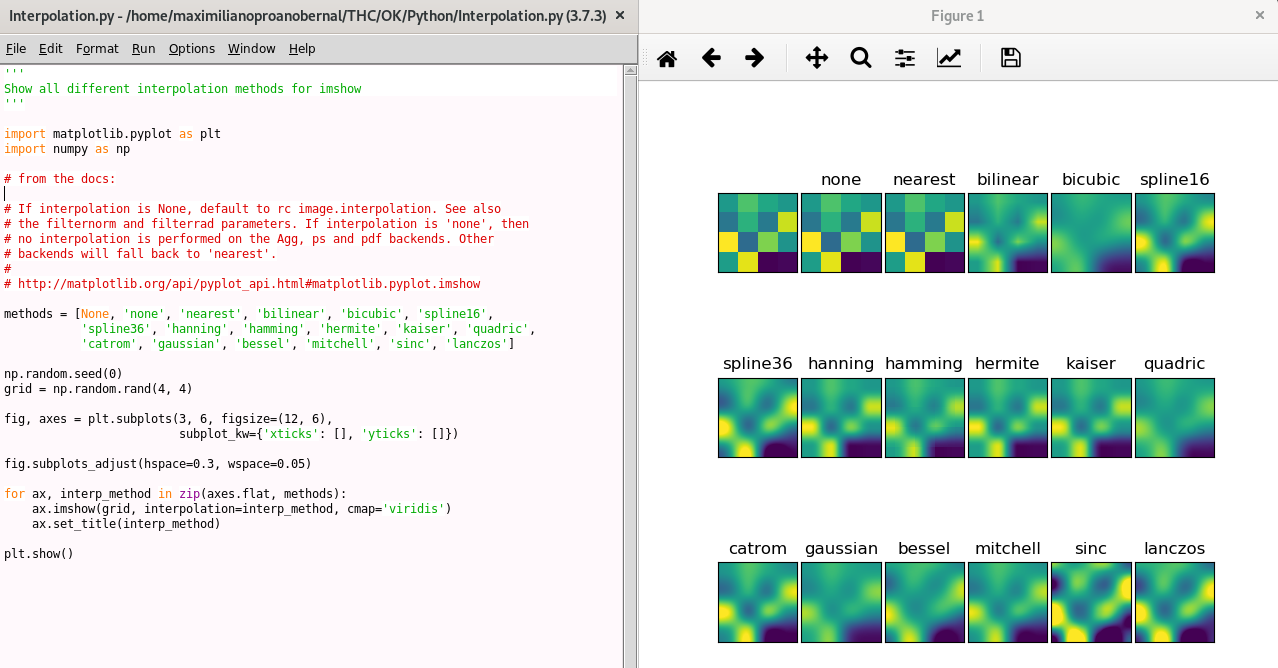 Interpolation.py - /home/maximilianoproanobernal/THC/OK/Python/Interpolation.py (3.7.3)
File Edit Format Run Options Window Help
'''
Show all different interpolation methods for imshow
'''
import matplotlib.pyplot as plt
import numpy as np
# from the docs:
# If interpolation is None, default to rc image.interpolation. See also
# the filternorm and filterrad parameters. If interpolation is 'none', then
# no interpolation is performed on the Agg, ps and pdf backends. Other
# backends will fall back to 'nearest'.
#
# http://matplotlib.org/api/pyplot_api.html#matplotlib.pyplot.imshow
methods = [None, 'none', 'nearest', 'bilinear', 'bicubic', 'spline16',
           'spline36', 'hanning', 'hamming', 'hermite', 'kaiser', 'quadric',
           'catrom', 'gaussian', 'bessel', 'mitchell', 'sinc', 'lanczos']
np.random.seed(0)
grid = np.random.rand(4, 4)
fig, axes = plt.subplots(3, 6, figsize=(12, 6),
                         subplot_kw={'xticks': [], 'yticks': []})
fig.subplots_adjust(hspace=0.3, wspace=0.05)
for ax, interp_method in zip(axes.flat, methods):
    ax.imshow(grid, interpolation=interp_method, cmap='viridis')
    ax.set_title(interp_method)
plt.show()
Figure 1
none nearest bilinear bicubic spline16
spline36 hanning hamming hermite kaiser quadric
catrom gaussian bessel mitchell sinc lanczos